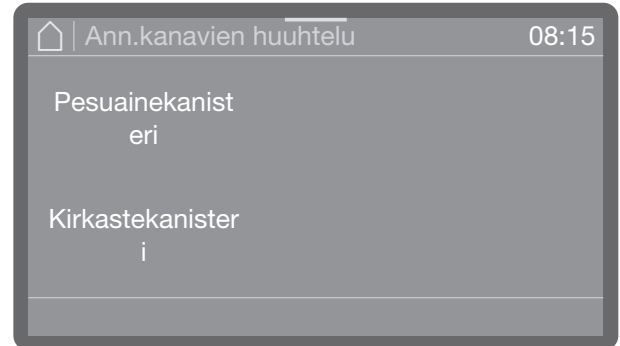 Ann.kanavien huuhtelu 08:15
Pesuainekanist
eri
Kirkastekanister
i